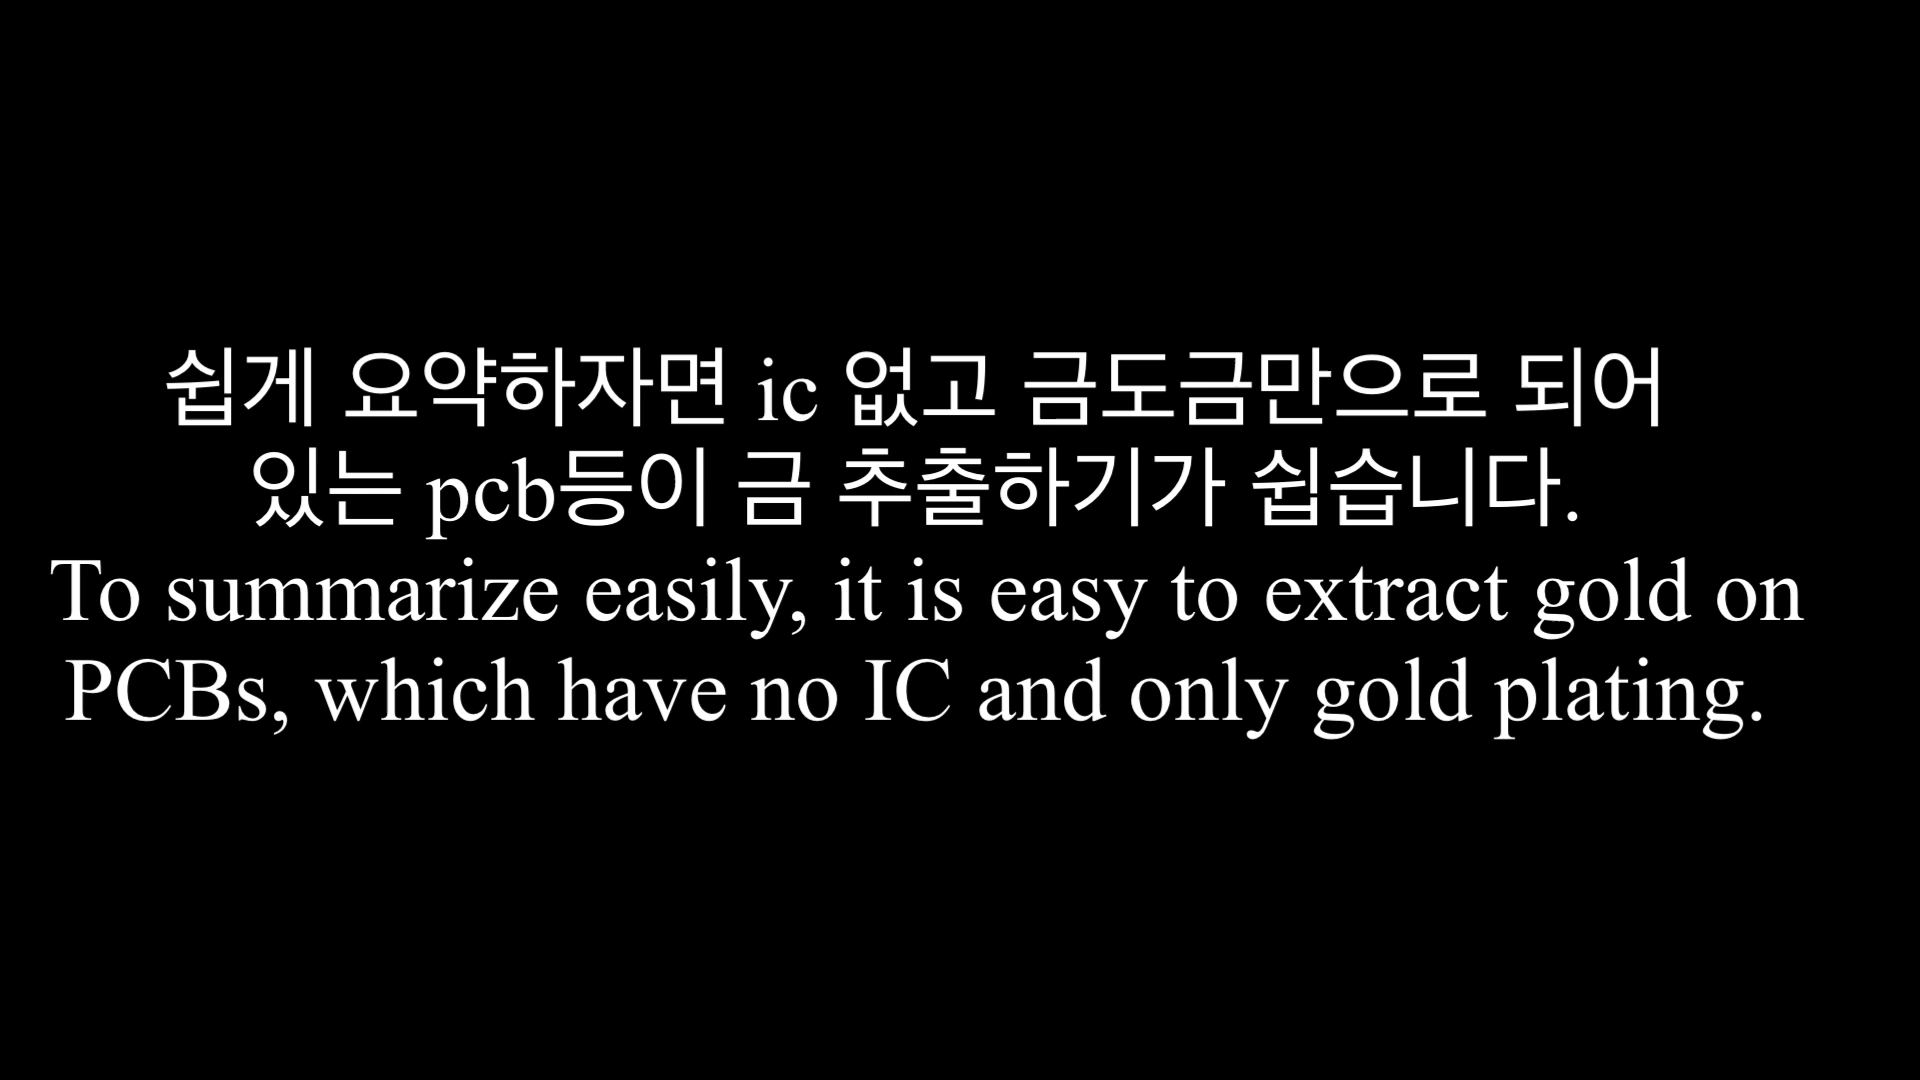 쉽게 요약하자면 ic 없고 금도금만으로 되어
있는 pcb등이 금 추출하기가 쉽습니다.
To summarize easily, it is easy to extract gold on
PCBs, which have no IC and only gold plating.